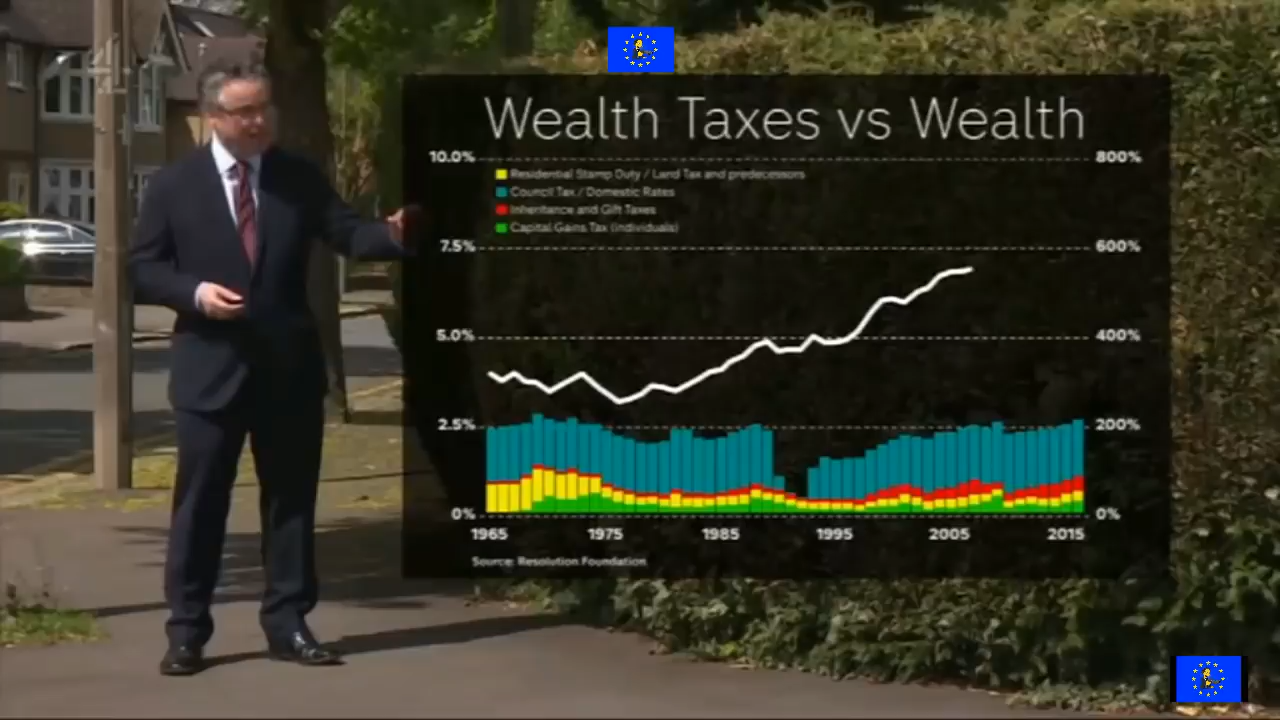 4
Wealth Taxes vs Wealth
10.0% 800%
Residential Stamp Duty / Land Tax and predecessors
Council Tax / Domestic Rates
Inheritance and Gift Taxes
Capital Gains Tax (individuals)
7.5% 600%
5.0% 400%
2.5% 200%
0% 0%
1965 1975 1985 1995 2005 2015
Source: Resolution Foundation